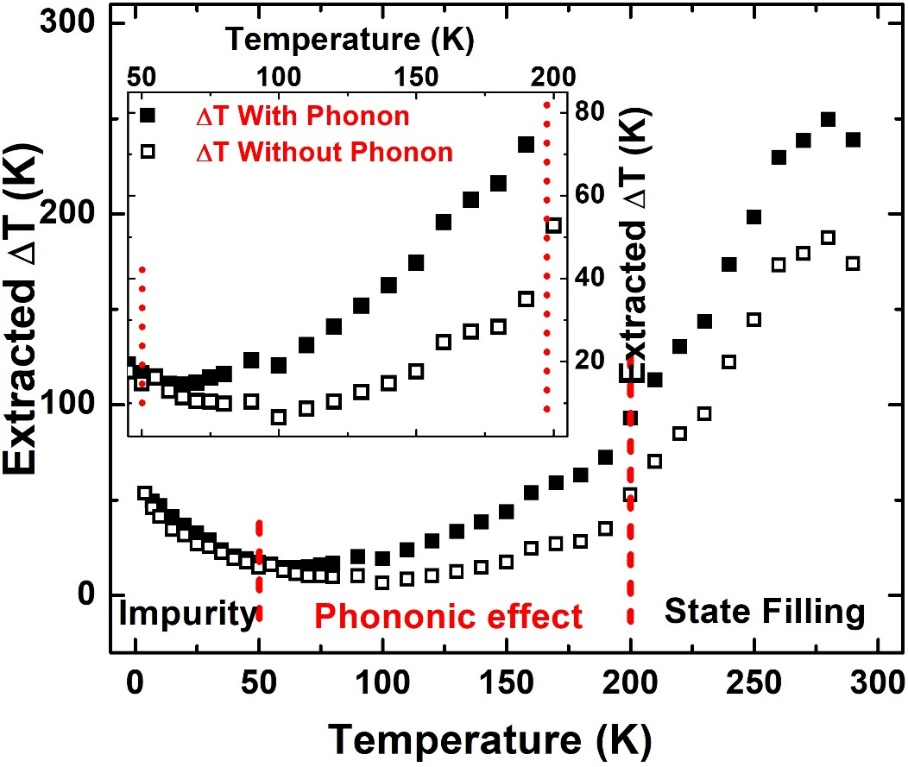 Temperature (K)
50 100 150 200
ΔT With Phonon
ΔT Without Phonon
80
60
40
20
Extracted ΔT (K)
300
200
100
0
Extracted ΔT (K)
Impurity
Phononic effect
State Filling
0 50 100 150 200 250 300
Temperature (K)